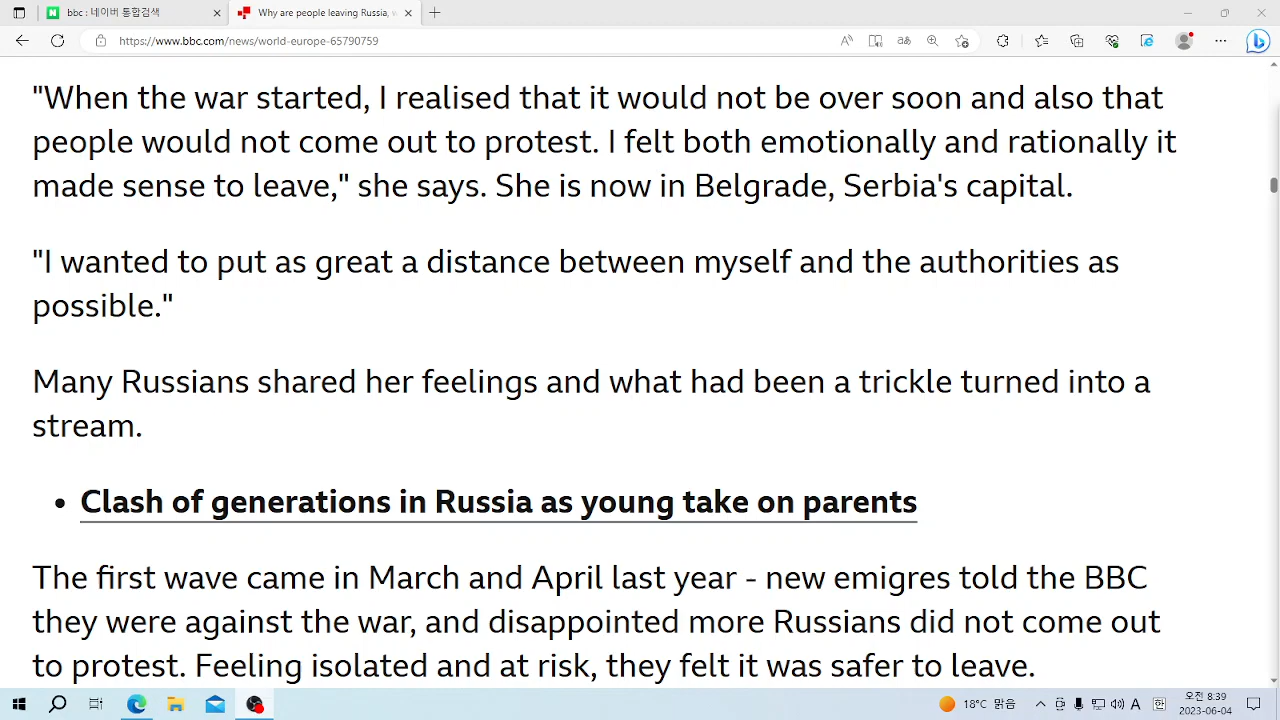 bbc : 네이버 통합검색
Why are people leaving Russia, w
https://www.bbc.com/news/world-europe-65790759
"When the war started, I realised that it would not be over soon and also that
people would not come out to protest. I felt both emotionally and rationally it
made sense to leave," she says. She is now in Belgrade, Serbia's capital.
"I wanted to put as great a distance between myself and the authorities as
possible."
Many Russians shared her feelings and what had been a trickle turned into a
stream.
• Clash of generations in Russia as young take on parents
The first wave came in March and April last year - new emigres told the BBC
they were against the war, and disappointed more Russians did not come out
to protest. Feeling isolated and at risk, they felt it was safer to leave.
18°C 맑음
A
오전 8:39
2023-06-04